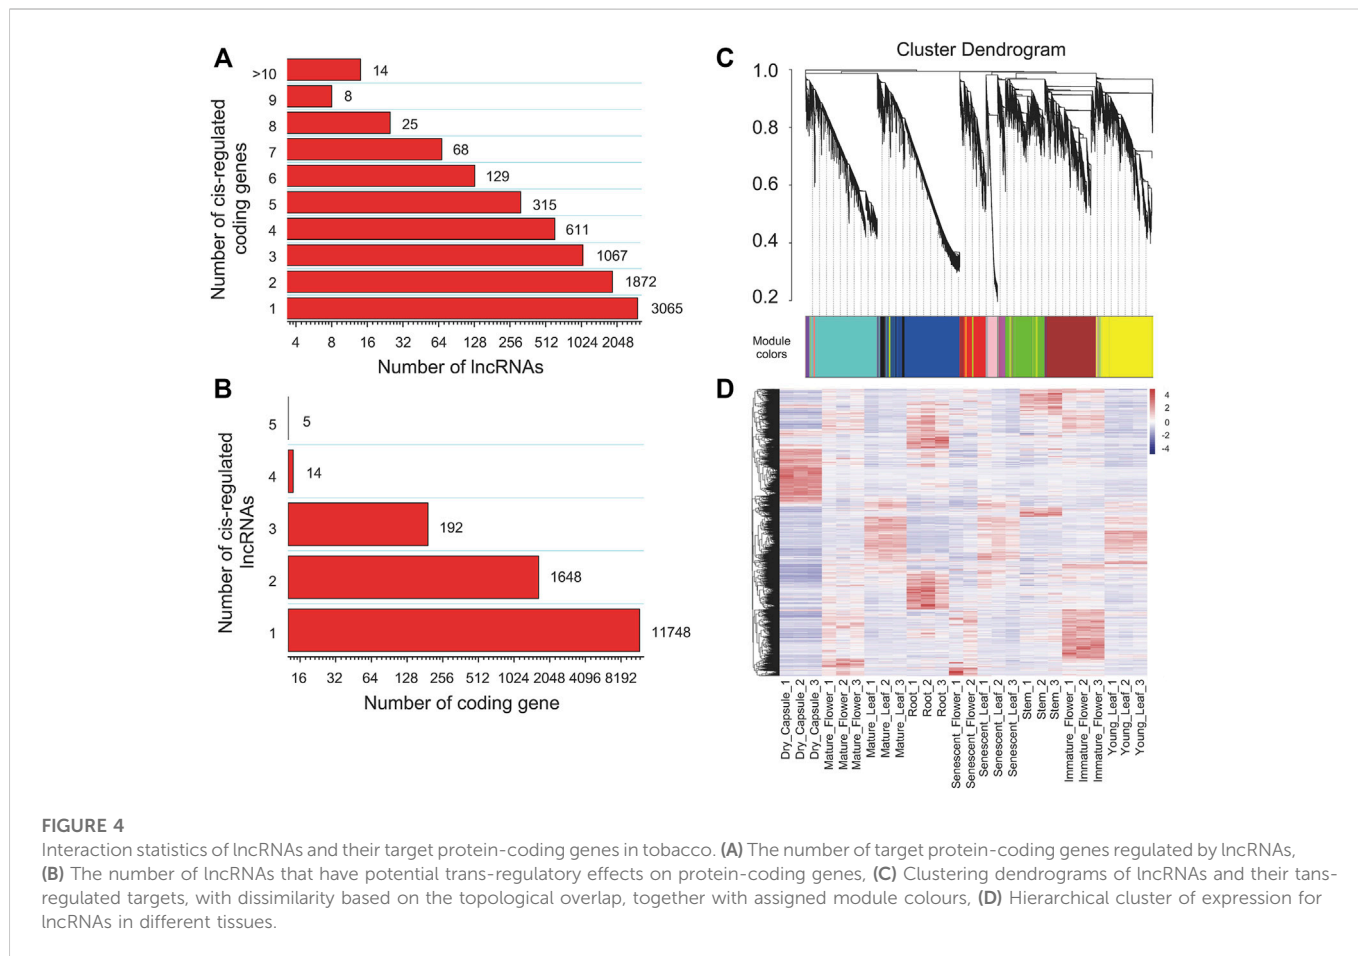 A
Number of cis-regulated
coding genes
>10
9
8
7
6
5
4
3
2
1
14
8
25
68
129
315
611
1067
1872
3065
4 8 16 32 64 128 256 512 1024 2048
Number of lncRNAs
B
Number of cis-regulated
lncRNAs
5
4
3
2
1
5
14
192
1648
11748
16 32 64 128 256 512 1024 2048 4096 8192
Number of coding gene
C
Cluster Dendrogram
1.0
0.8
0.6
0.4
0.2
Module
colors
D
4
2
0
-2
-4
Dry_Capsule_1
Dry_Capsule_2
Dry_Capsule_3
Mature_Flower_1
Mature_Flower_2
Mature_Flower_3
Mature_Leaf_1
Mature_Leaf_2
Mature_Leaf_3
Root_1
Root_2
Root_3
Senescent_Flower_1
Senescent_Flower_2
Senescent_Leaf_1
Senescent_Leaf_2
Senescent_Leaf_3
Stem_1
Stem_2
Stem_3
Immature_Flower_1
Immature_Flower_2
Immature_Flower_3
Young_Leaf_1
Young_Leaf_2
Young_Leaf_3
FIGURE 4
Interaction statistics of lncRNAs and their target protein-coding genes in tobacco. (A) The number of target protein-coding genes regulated by lncRNAs,
(B) The number of lncRNAs that have potential trans-regulatory effects on protein-coding genes, (C) Clustering dendrograms of lncRNAs and their tans-
regulated targets, with dissimilarity based on the topological overlap, together with assigned module colours, (D) Hierarchical cluster of expression for
lncRNAs in different tissues.